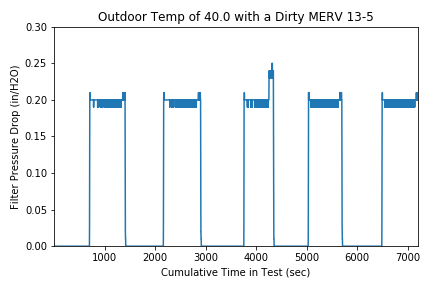 Outdoor Temp of 40.0 with a Dirty MERV 13-5
0.30
0.25
0.20
0.15
0.10
0.05
0.00
Filter Pressure Drop (in/H2O)
1000 2000 3000 4000 5000 6000 7000
Cumulative Time in Test (sec)